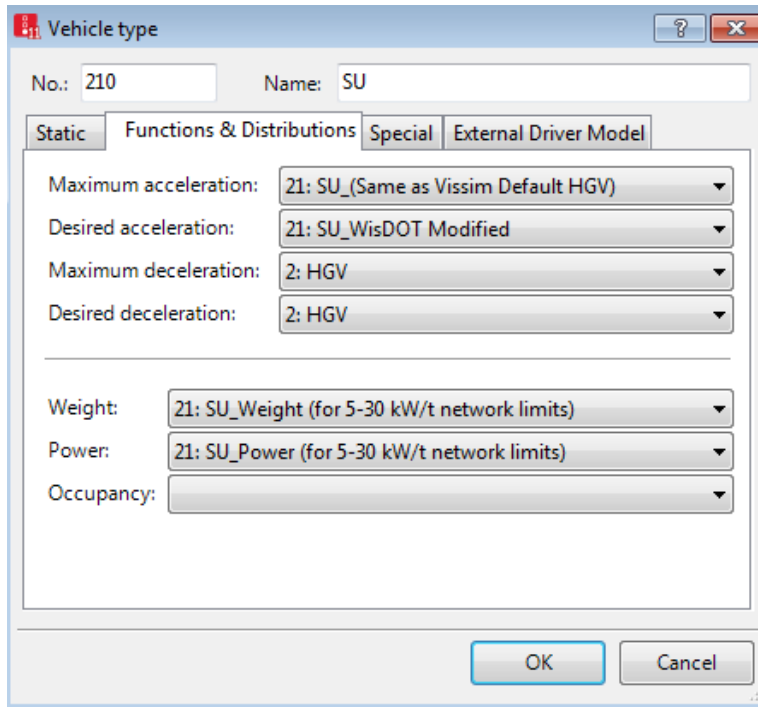 Vehicle type
No.: 210 Name: SU
Static Functions & Distributions Special External Driver Model
Maximum acceleration: 21: SU_(Same as Vissim Default HGV)
Desired acceleration: 21: SU_WisDOT Modified
Maximum deceleration: 2: HGV
Desired deceleration: 2: HGV
Weight: 21: SU_Weight (for 5-30 kW/t network limits)
Power: 21: SU_Power (for 5-30 kW/t network limits)
Occupancy:
OK Cancel